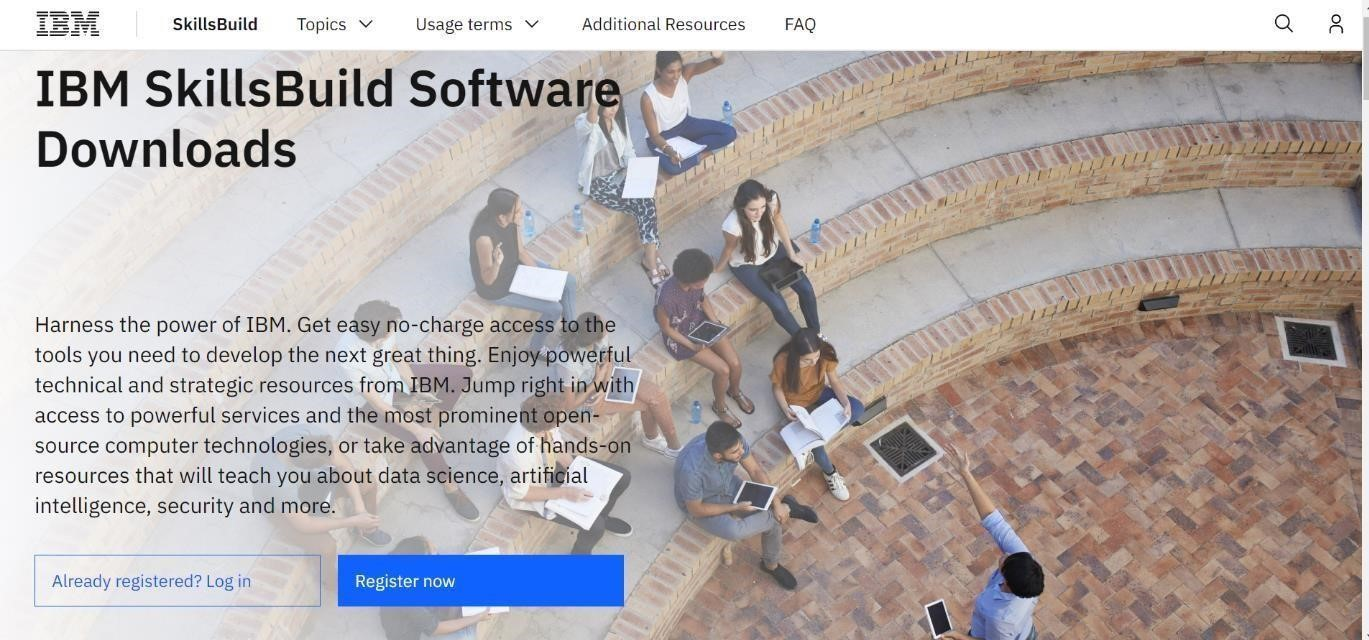 IBM
SkillsBuild
Topics
Usage terms
Additional Resources
FAQ
IBM SkillsBuild Software
Downloads
Harness the power of IBM. Get easy no-charge access to the
tools you need to develop the next great thing. Enjoy powerful
technical and strategic resources from IBM. Jump right in with
access to powerful services and the most prominent open-
source computer technologies, or take advantage of hands-on
resources that will teach you about data science, artificial
intelligence, security and more.
Already registered? Log in
Register now